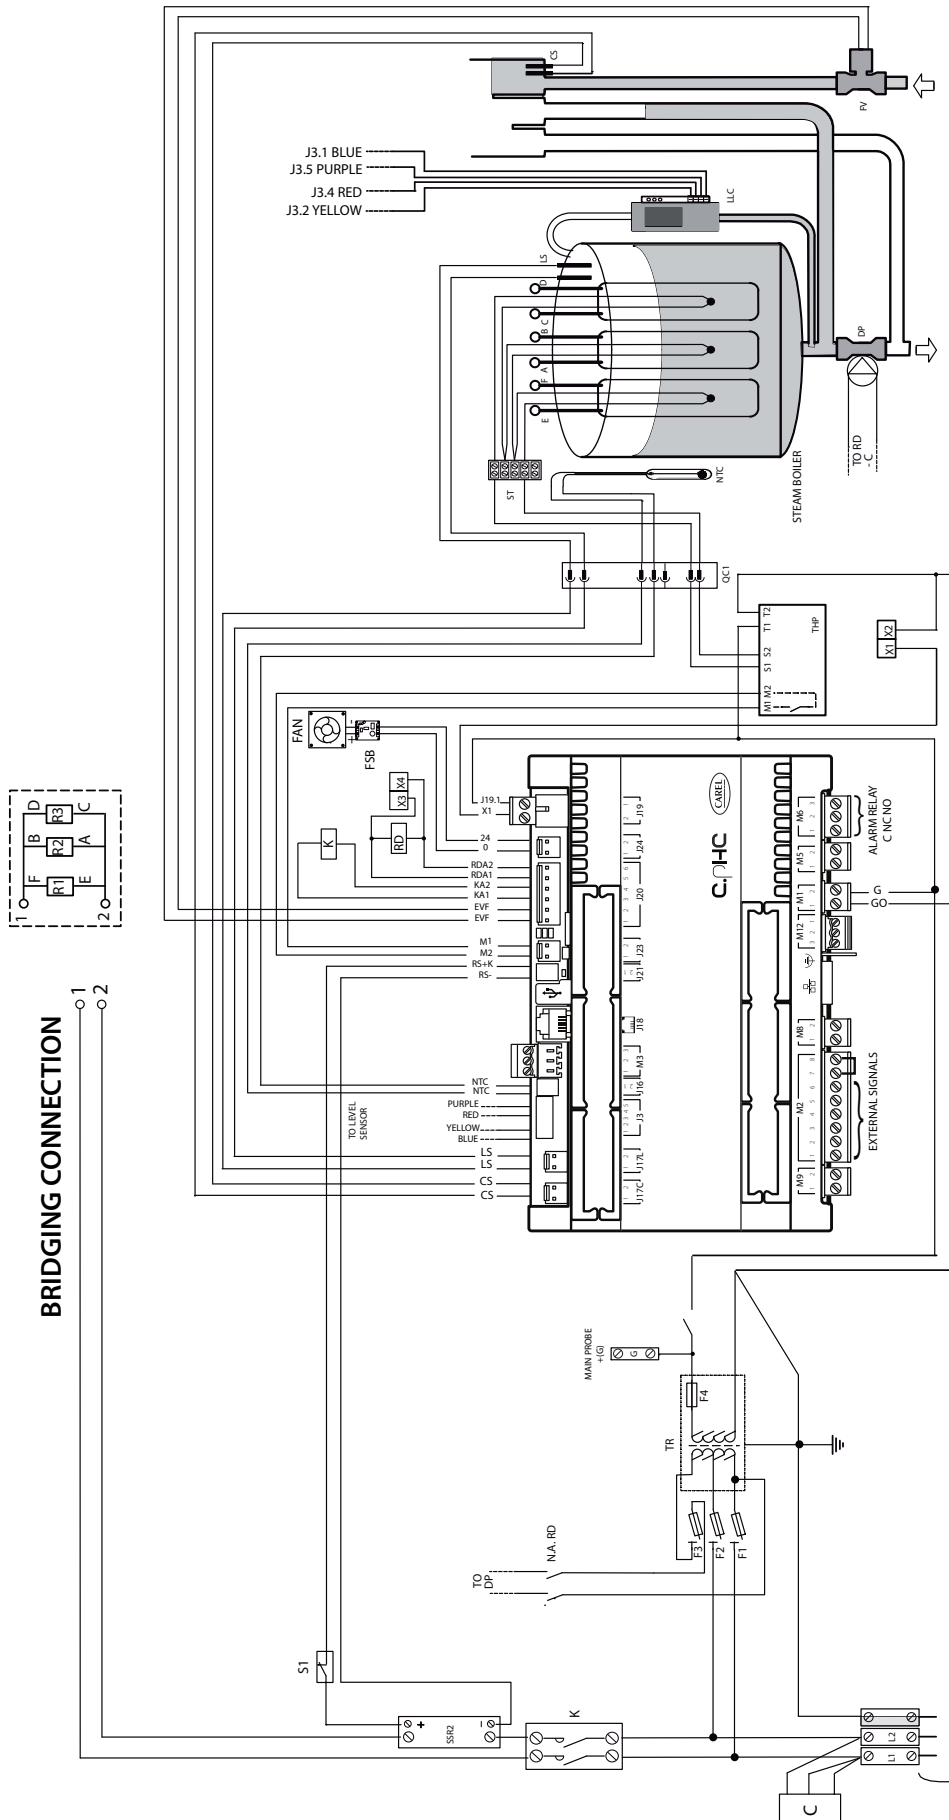 J3.1 BLUE
J3.5 PURPLE
J3.4 RED
J3.2 YELLOW
CS
FV
LLC
LS
D
C
B
A
F
E
ST
NTC
STEAM BOILER
DP
TO RD
- C
QC1
T2
T1
S2
S1
M2
M1
THP
X1 X2
FAN
- +
FSB
X3 X4
RD
K
1 2
F B D
R1 R2 R3
E A C
BRIDGING CONNECTION
1
2
J19.1
X1
24
0
RDA2
RDA1
KA2
KA1
EVF
EVF
M1
M2
RS+K
RS-
NTC
NTC
PURPLE
RED
YELLOW
BLUE
TO LEVEL
SENSOR
LS
LS
CS
CS
J19
J24
J20
J23
J21
J18
M3
J16
J3
J17L
J17C
CAREL
c.pHC
M6
M5
M1
M12
M8
M2
M9
ALARM RELAY
C NC NO
G
GO
EXTERNAL SIGNALS
MAIN PROBE
+(G)
G
F4
TR
F3
F2
F1
TO
DP
N.A. RD
S1
+
-
SSR2
K
L2
L1
C